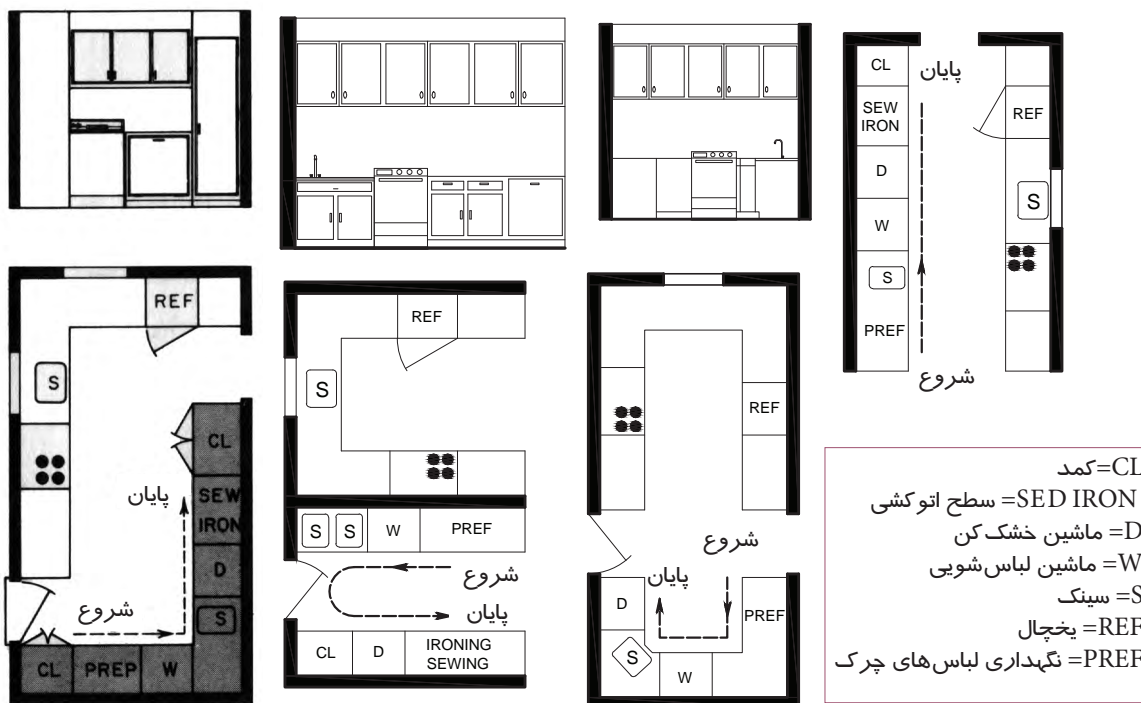 CL
پایان
SEW
IRON
REF
D
S
W
S
PREF
شروع
REF
S
CL
پایان
SEW
IRON
D
شروع
S
CL
PREP
W
REF
S
S
S
W
PREF
شروع
پایان
CL
D
IRONING
SEWING
REF
شروع
پایان
D
PREF
S
W
CL=کمد
SED IRON= سطح اتو کشی
D= ماشین خشک کن
W= ماشین لباس‌شویی
S= سینک
REF= یخچال
PREF= نگهداری لباس‌های چرک